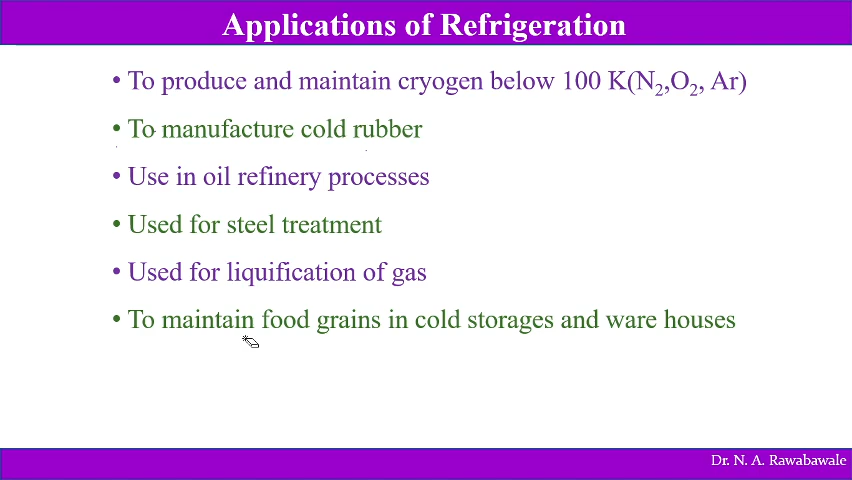 Applications of Refrigeration
• To produce and maintain cryogen below 100 K(N₂,O₂, Ar)
• To manufacture cold rubber
• Use in oil refinery processes
• Used for steel treatment
• Used for liquification of gas
• To maintain food grains in cold storages and ware houses
Dr. N. A. Rawabawale